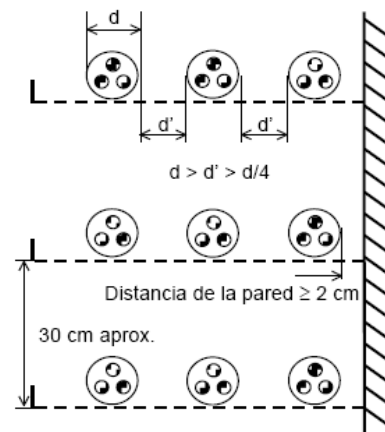 d
d' d'
d > d' > d/4
Distancia de la pared ≥ 2 cm
30 cm aprox.